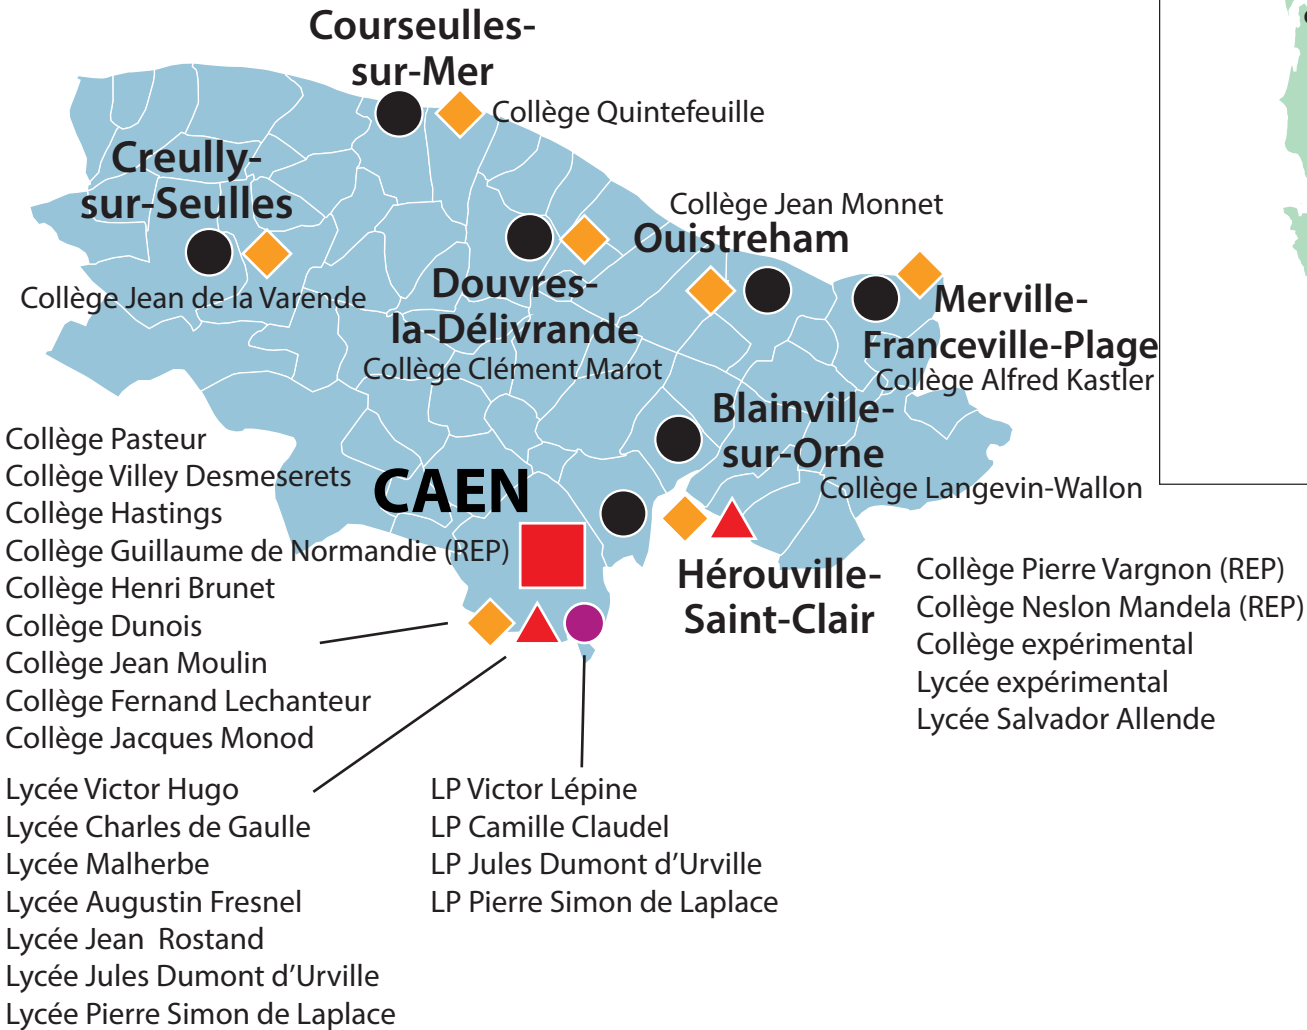 Courseulles-
sur-Mer
Collège Quintefeuille
Creully-
sur-Seulles
Collège Jean de la Varende
Collège Jean Monnet
Ouistreham
Douvres-
la-Délivrande
Collège Clément Marot
Merville-
Franceville-Plage
Collège Alfred Kastler
Blainville-
sur-Orne
Collège Langevin-Wallon
CAEN
Collège Pasteur
Collège Villey Desmeserets
Collège Hastings
Collège Guillaume de Normandie (REP)
Collège Henri Brunet
Collège Dunois
Collège Jean Moulin
Collège Fernand Lechanteur
Collège Jacques Monod
Hérouville-
Saint-Clair
Collège Pierre Vargnon (REP)
Collège Neslon Mandela (REP)
Collège expérimental
Lycée expérimental
Lycée Salvador Allende
Lycée Victor Hugo
Lycée Charles de Gaulle
Lycée Malherbe
Lycée Augustin Fresnel
Lycée Jean  Rostand
Lycée Jules Dumont d'Urville
Lycée Pierre Simon de Laplace
LP Victor Lépine
LP Camille Claudel
LP Jules Dumont d'Urville
LP Pierre Simon de Laplace